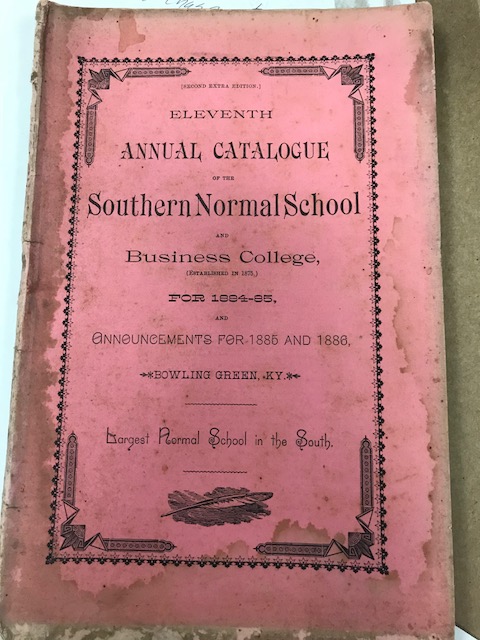 [SECOND EXTRA EDITION.]
ELEVENTH
ANNUAL CATALOGUE
OF THE
Southern Normal School
AND
Business College,
(ESTABLISHED IN 1875,)
FOR 1884-85,
AND
ANNOUNCEMENTS FOR 1885 AND 1886,
BOWLING GREEN, KY.
Largest Normal School in the South.